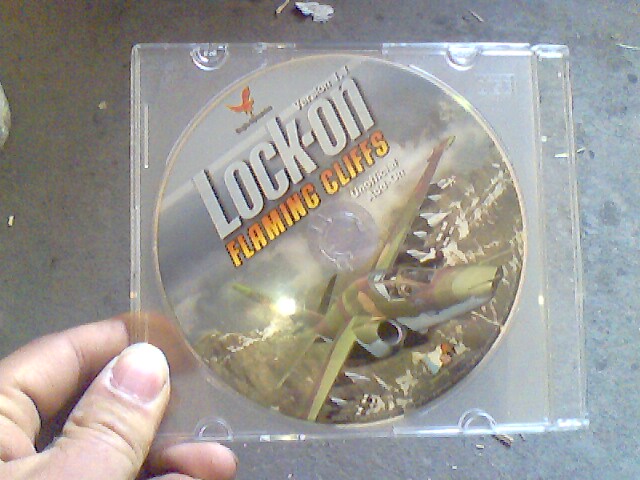 Version 1.1
Lock-on
FLAMING CLIFFS
Unofficial
Add-on